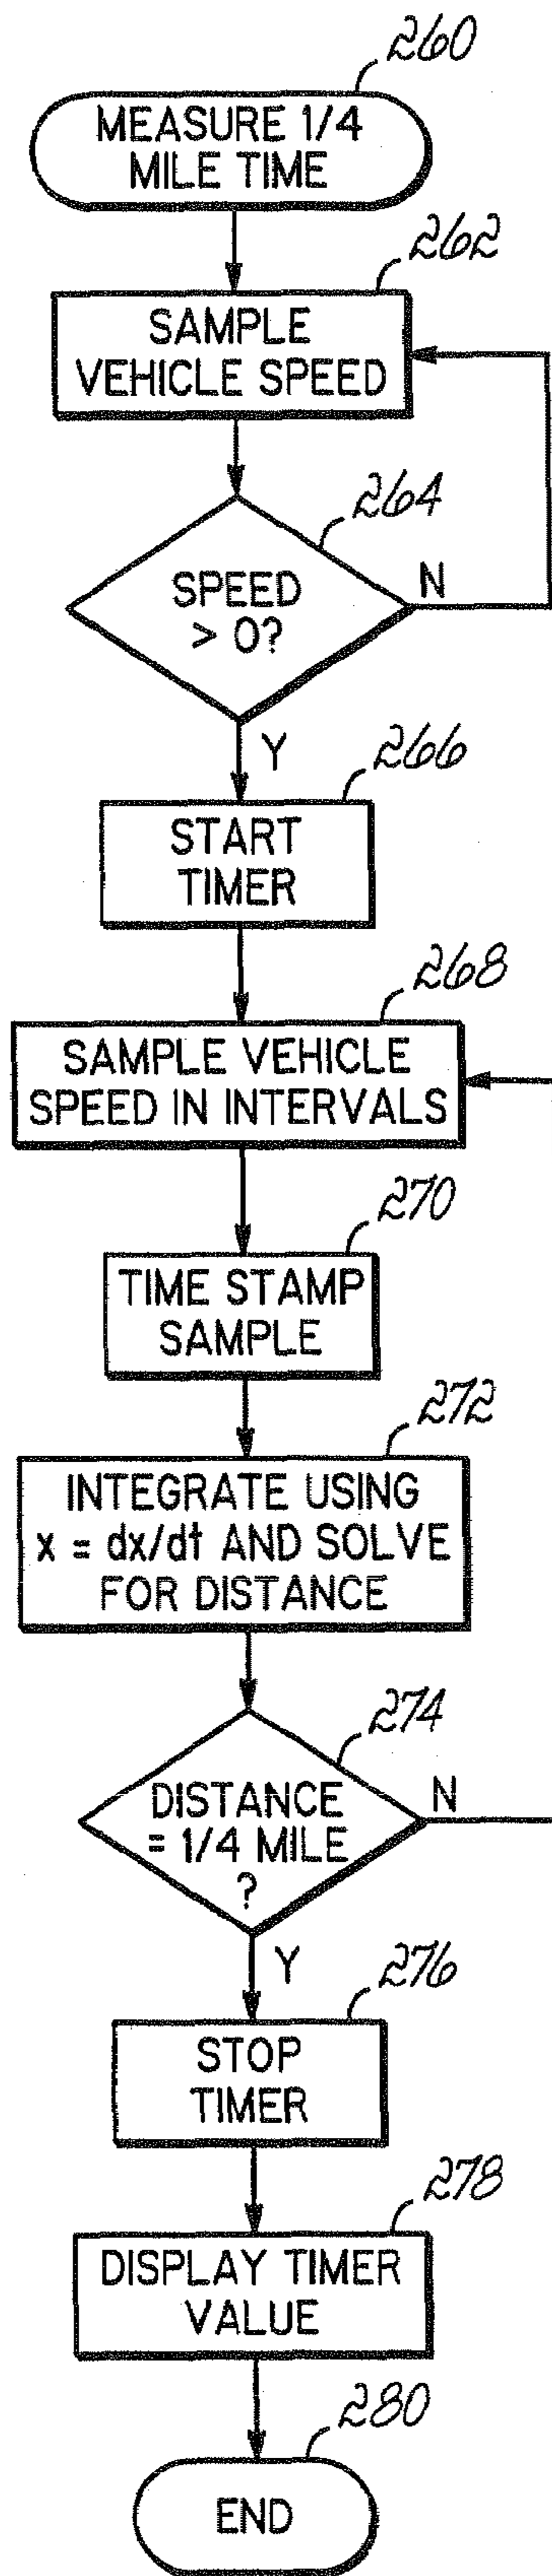 260
MEASURE 1/4
MILE TIME
262
SAMPLE
VEHICLE SPEED
264
SPEED
> 0?
N
Y
266
START
TIMER
268
SAMPLE VEHICLE
SPEED IN INTERVALS
270
TIME STAMP
SAMPLE
272
INTEGRATE USING
x = dx/dt AND SOLVE
FOR DISTANCE
274
DISTANCE
= 1/4 MILE
?
N
Y
276
STOP
TIMER
278
DISPLAY TIMER
VALUE
280
END